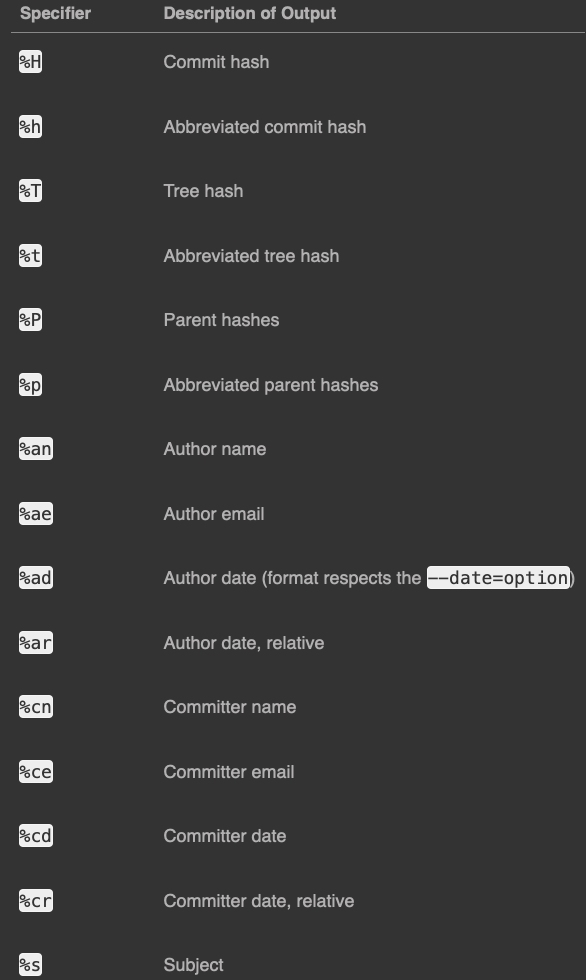 Specifier Description of Output
%H Commit hash
%h Abbreviated commit hash
%T Tree hash
%t Abbreviated tree hash
%P Parent hashes
%p Abbreviated parent hashes
%an Author name
%ae Author email
%ad Author date (format respects the --date=option)
%ar Author date, relative
%cn Committer name
%ce Committer email
%cd Committer date
%cr Committer date, relative
%s Subject